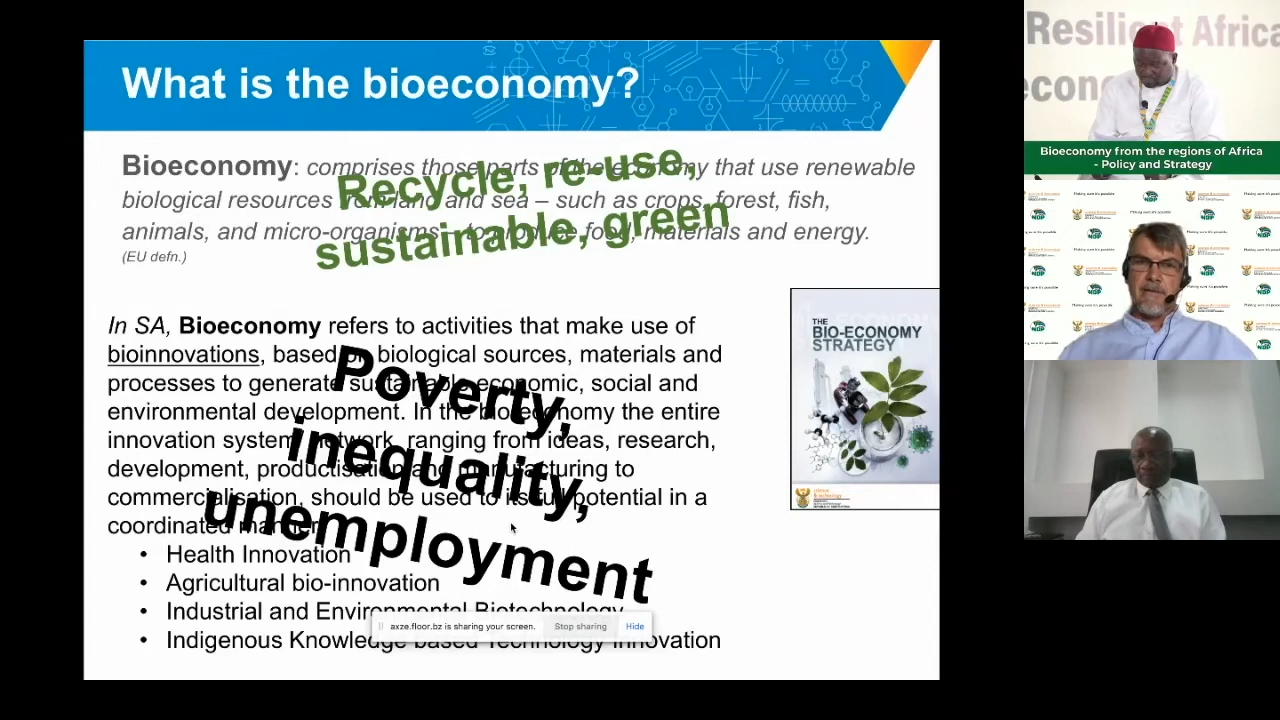 What is the bioeconomy?
Bioeconomy: comprises those parts of the economy that use renewable
biological resources from land and sea – such as crops, forest, fish,
animals, and micro-organisms – to produce food, materials and energy.
(EU defn.)
Recycle, re-use,
sustainable, green
In SA, Bioeconomy refers to activities that make use of
bioinnovations, based on biological sources, materials and
processes to generate sustainable economic, social and
environmental development. In the bioeconomy the entire
innovation system network, ranging from ideas, research,
development, productisation and manufacturing to
commercialisation, should be used to its full potential in a
coordinated manner
• Health Innovation
• Agricultural bio-innovation
• Industrial and Environmental Biotechnology
• Indigenous Knowledge based Technology Innovation
Poverty,
inequality,
unemployment
THE
BIO-ECONOMY
STRATEGY
axze.floor.bz is sharing your screen. Stop sharing Hide
Resilient Africa
econ
Bioeconomy from the regions of Africa
- Policy and Strategy
Making sure it's possible
NDP